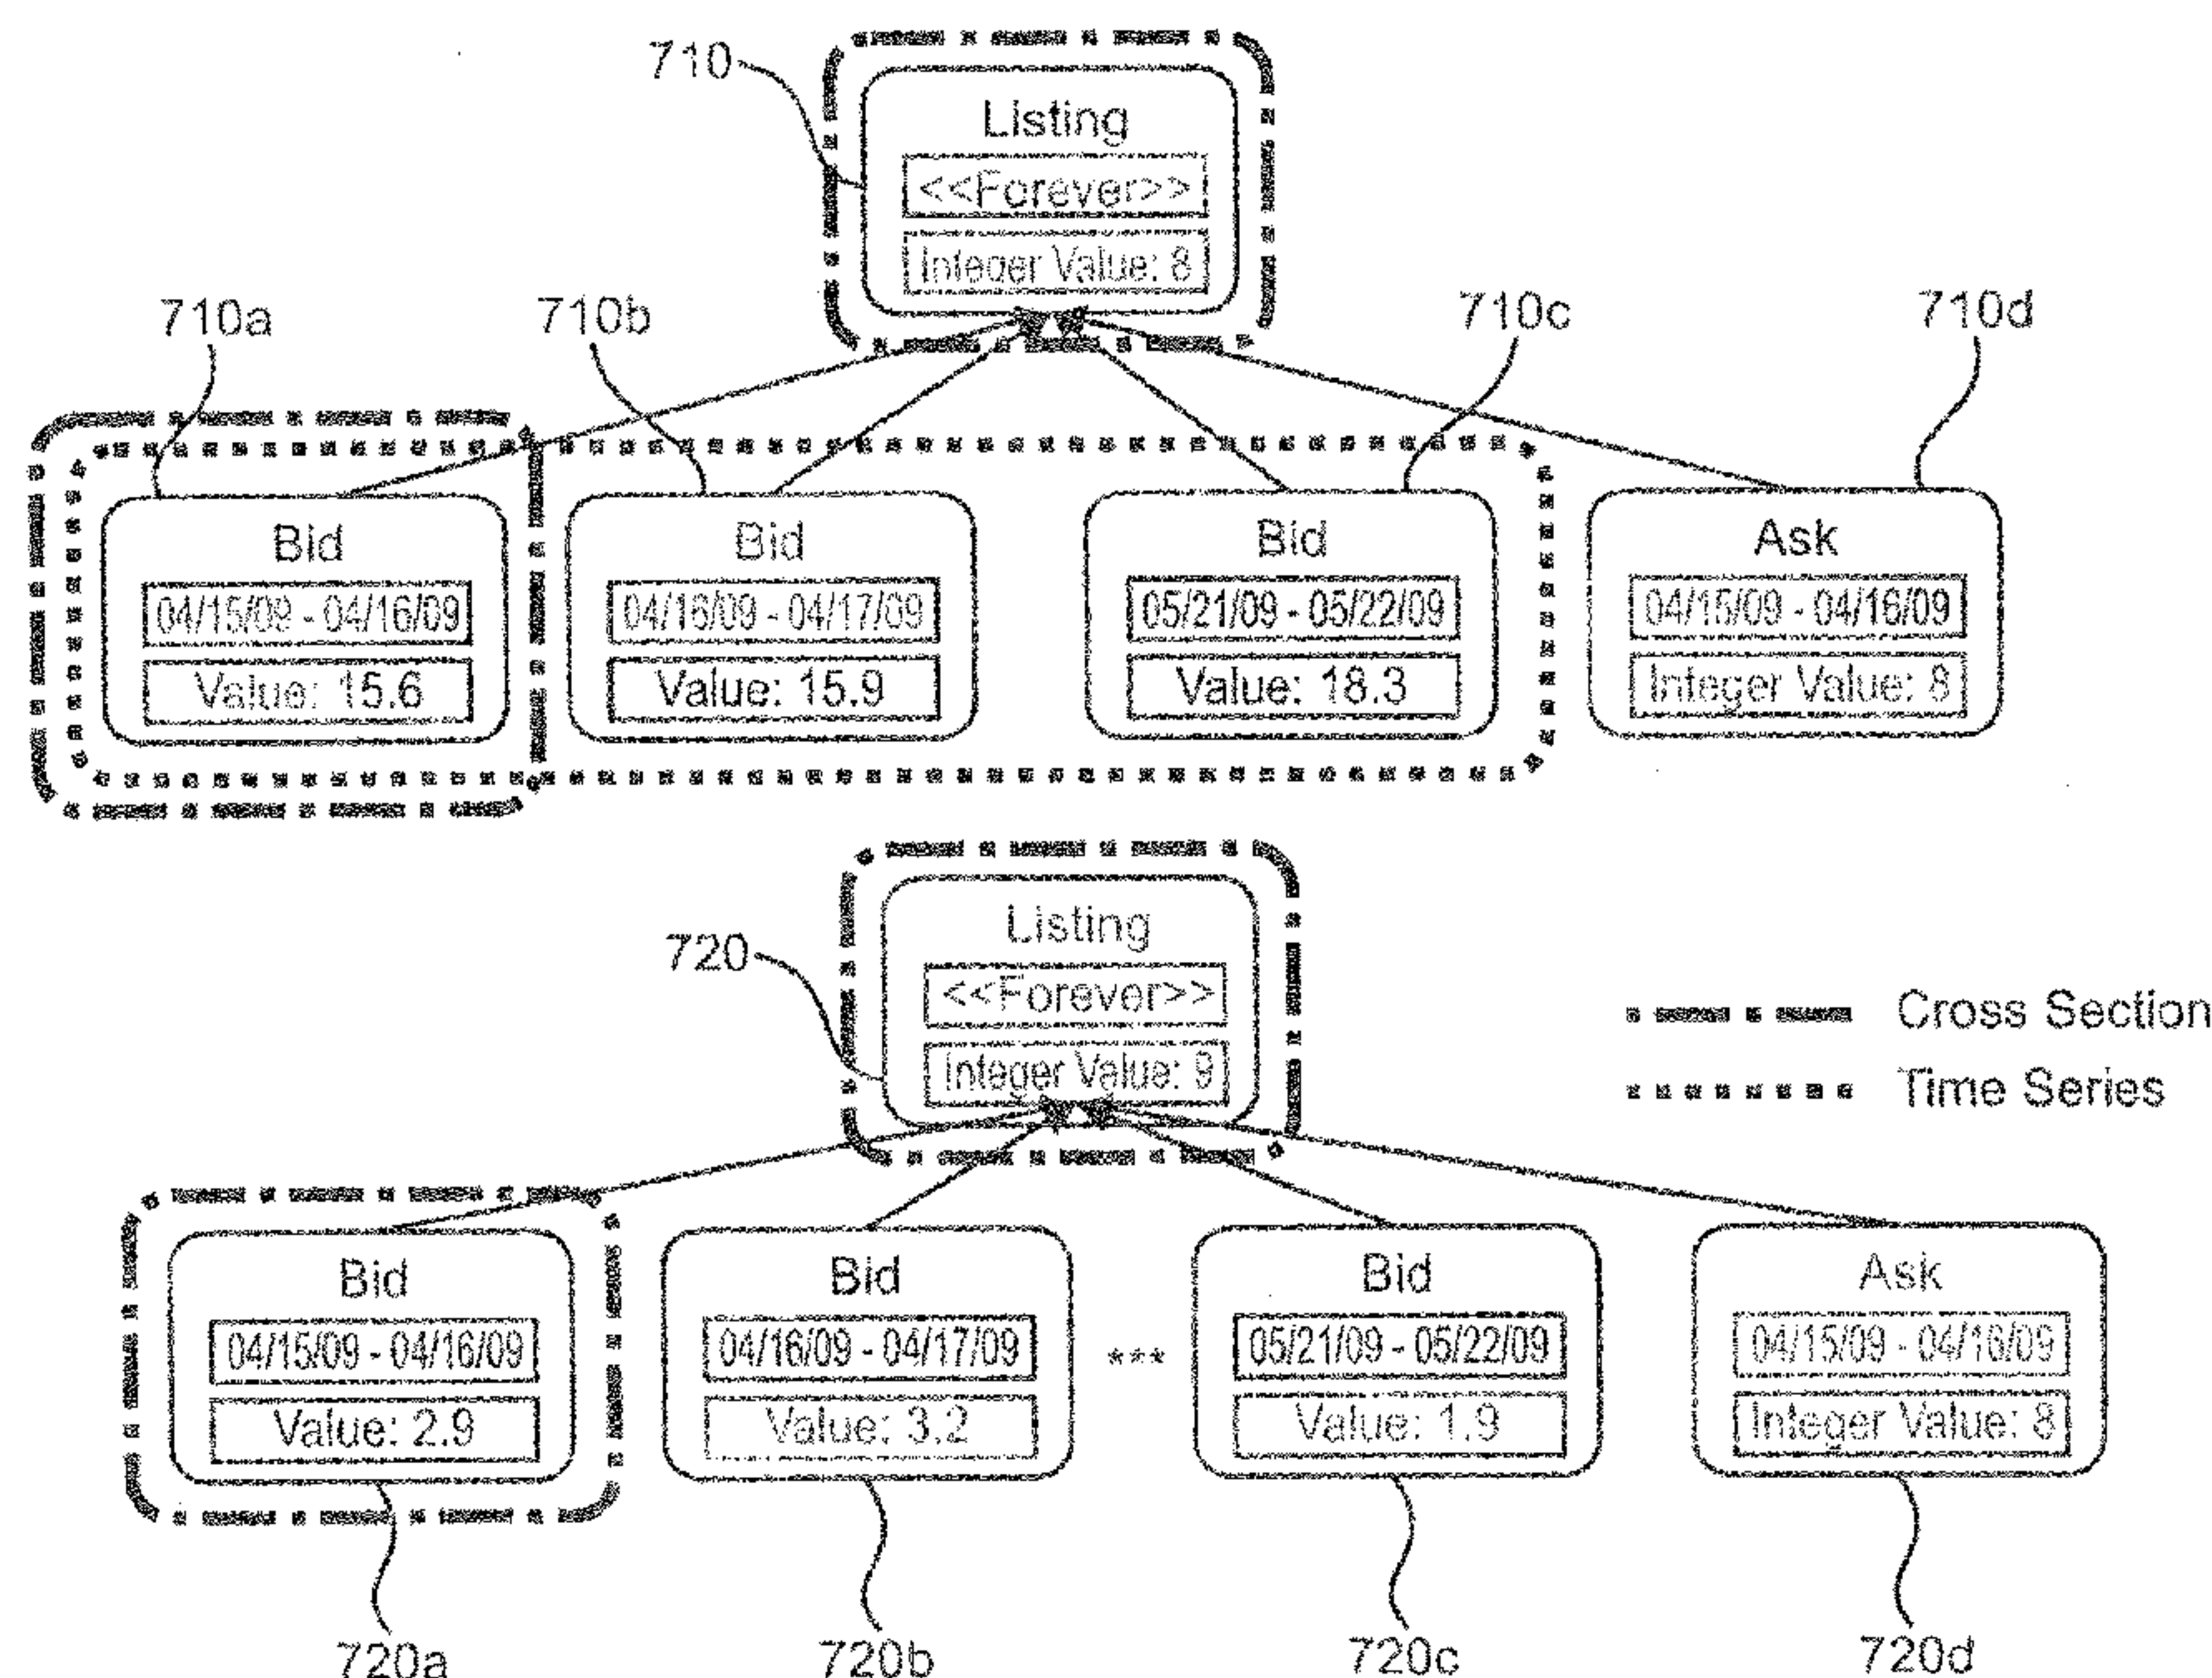 710
Listing
<<Forever>>
Integer Value: 8
710a
710b
710c
710d
Bid
04/15/09 - 04/16/09
Value: 15.6
Bid
04/16/09 - 04/17/09
Value: 15.9
Bid
05/21/09 - 05/22/09
Value: 18.3
Ask
04/15/09 - 04/16/09
Integer Value: 8
720
Listing
<<Forever>>
Integer Value: 9
Cross Section
Time Series
Bid
04/15/09 - 04/16/09
Value: 2.9
Bid
04/16/09 - 04/17/09
Value: 3.2
***
Bid
05/21/09 - 05/22/09
Value: 1.9
Ask
04/15/09 - 04/16/09
Integer Value: 8
720a
720b
720c
720d